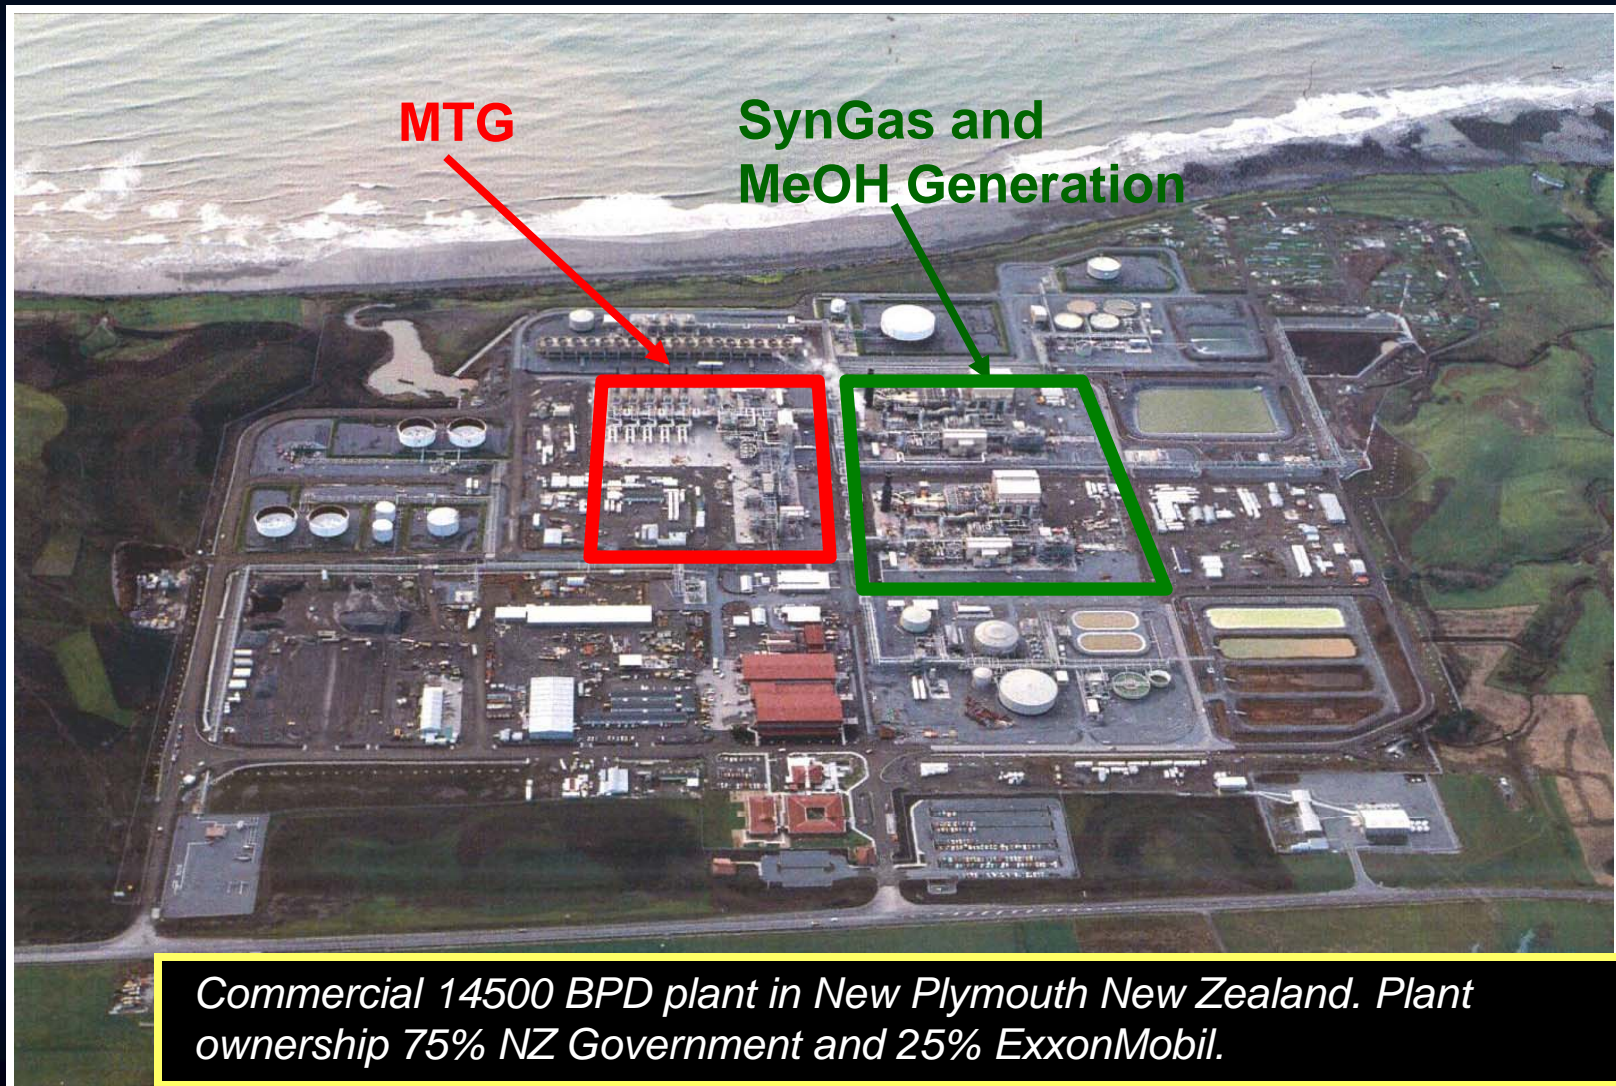 MTG
SynGas and
MeOH Generation
Commercial 14500 BPD plant in New Plymouth New Zealand. Plant
ownership 75% NZ Government and 25% ExxonMobil.